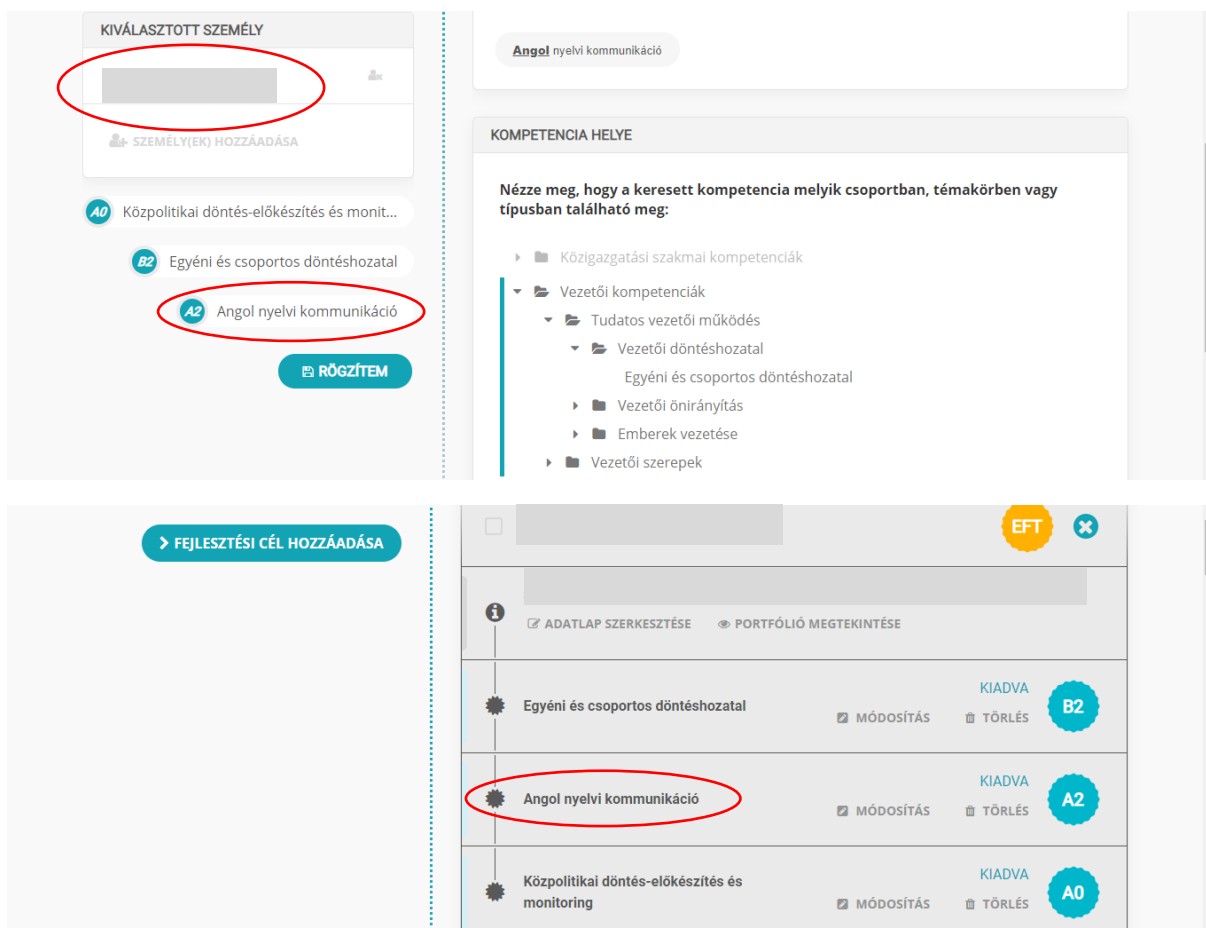 KIVÁLASZTOTT SZEMÉLY
SZEMÉLY(EK) HOZZÁADÁSA
A0 Közpolitikai döntés-előkészítés és monit...
B2 Egyéni és csoportos döntéshozatal
A2 Angol nyelvi kommunikáció
RÖGZÍTEM
Angol nyelvi kommunikáció
KOMPETENCIA HELYE
Nézze meg, hogy a keresett kompetencia melyik csoportban, témakörben vagy
típusban található meg:
Közigazgatási szakmai kompetenciák
Vezetői kompetenciák
Tudatos vezetői működés
Vezetői döntéshozatal
Egyéni és csoportos döntéshozatal
Vezetői önirányítás
Emberek vezetése
Vezetői szerepek
FEJLESZTÉSI CÉL HOZZÁADÁSA
EFT
ADATLAP SZERKESZTÉSE PORTFÓLIÓ MEGTEKINTÉSE
Egyéni és csoportos döntéshozatal
KIADVA
MÓDOSÍTÁS TÖRLÉS
B2
Angol nyelvi kommunikáció
KIADVA
MÓDOSÍTÁS TÖRLÉS
A2
Közpolitikai döntés-előkészítés és
monitoring
KIADVA
MÓDOSÍTÁS TÖRLÉS
A0